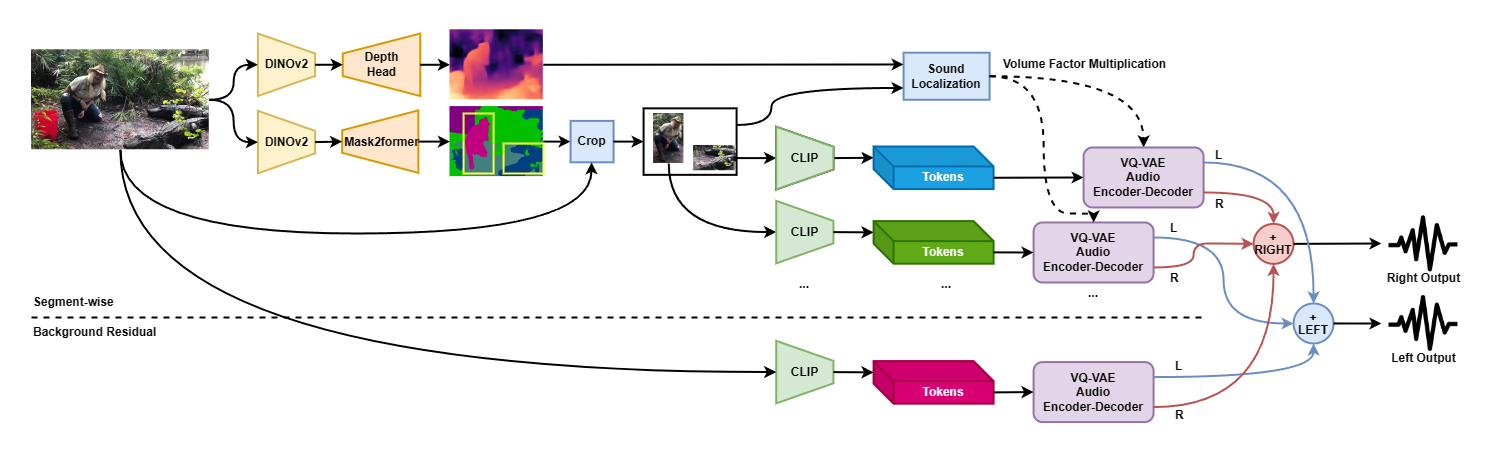 DINOv2
Depth
Head
Sound
Localization
Volume Factor Multiplication
DINOv2
Mask2former
Crop
CLIP
Tokens
VQ-VAE
Audio
Encoder-Decoder
L
R
CLIP
Tokens
VQ-VAE
Audio
Encoder-Decoder
L
R
+
RIGHT
Right Output
...
...
...
Segment-wise
Background Residual
+
LEFT
Left Output
CLIP
Tokens
VQ-VAE
Audio
Encoder-Decoder
L
R